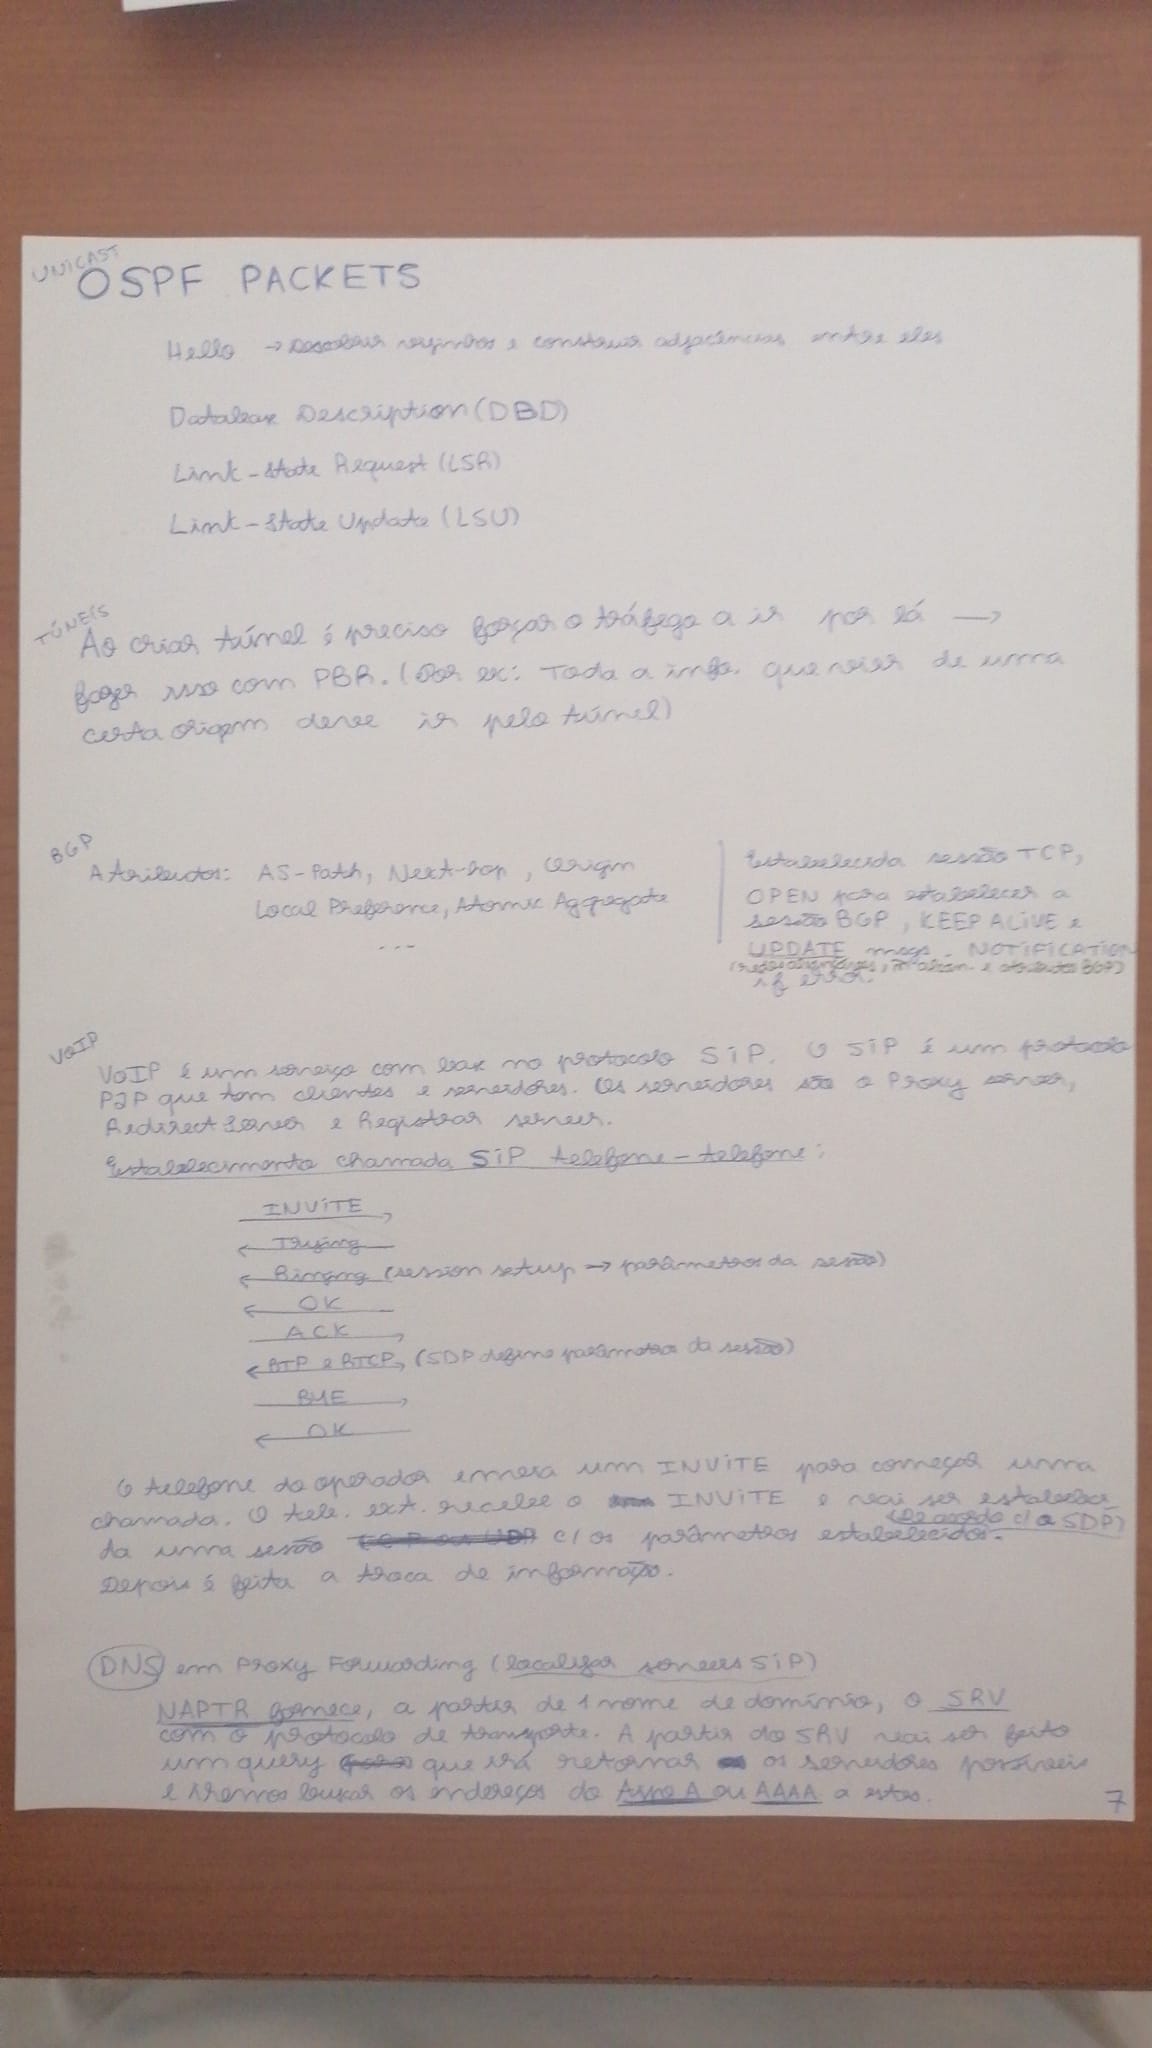 UNICAST
OSPF PACKETS
Hello → Descobrir vizinhos e construir adjacências entre eles
Database Description (DBD)
Link-State Request (LSR)
Link-State Update (LSU)
TÚNEIS
Ao criar túnel é preciso forçar o tráfego a ir por lá →
fazer isso com PBR. (Por ex: Toda a info. que vier de uma
certa origem deve ir pelo túnel)
BGP
Atributos: AS-Path, Next-hop, Origin
Local Preference, Atomic Aggregate
...
Estabelecida sessão TCP,
OPEN para estabelecer a
sessão BGP, KEEP ALIVE e
UPDATE msgs. NOTIFICATION
(redes alcançáveis, e atributos BGP)
if error.
VOIP
VoIP é um serviço com base no protocolo SIP. O SIP é um protocolo
P2P que tem clientes e servidores. Os servidores são o Proxy server,
Redirect Server e Registrar server.
Estabelecimento chamada SIP telefone-telefone:
INVITE →
← Trying
← Ringing (session setup → parâmetros da sessão)
← OK
ACK →
← RTP e RTCP → (SDP define parâmetros da sessão)
BYE →
← OK
O telefone do operador envia um INVITE para começar uma
chamada. O tele. ext. recebe o INVITE e vai ser estabeleci-
da uma sessão c/ os parâmetros estabelecidos.
(De acordo c/ o SDP)
Depois é feita a troca de informação.
DNS em Proxy Forwarding (localizar servers SIP)
NAPTR fornece, a partir de 1 nome de domínio, o SRV
com o protocolo de transporte. A partir do SRV vai ser feito
um query que irá retornar os servidores possíveis
e iremos buscar os endereços do tipo A ou AAAA a estes.
7